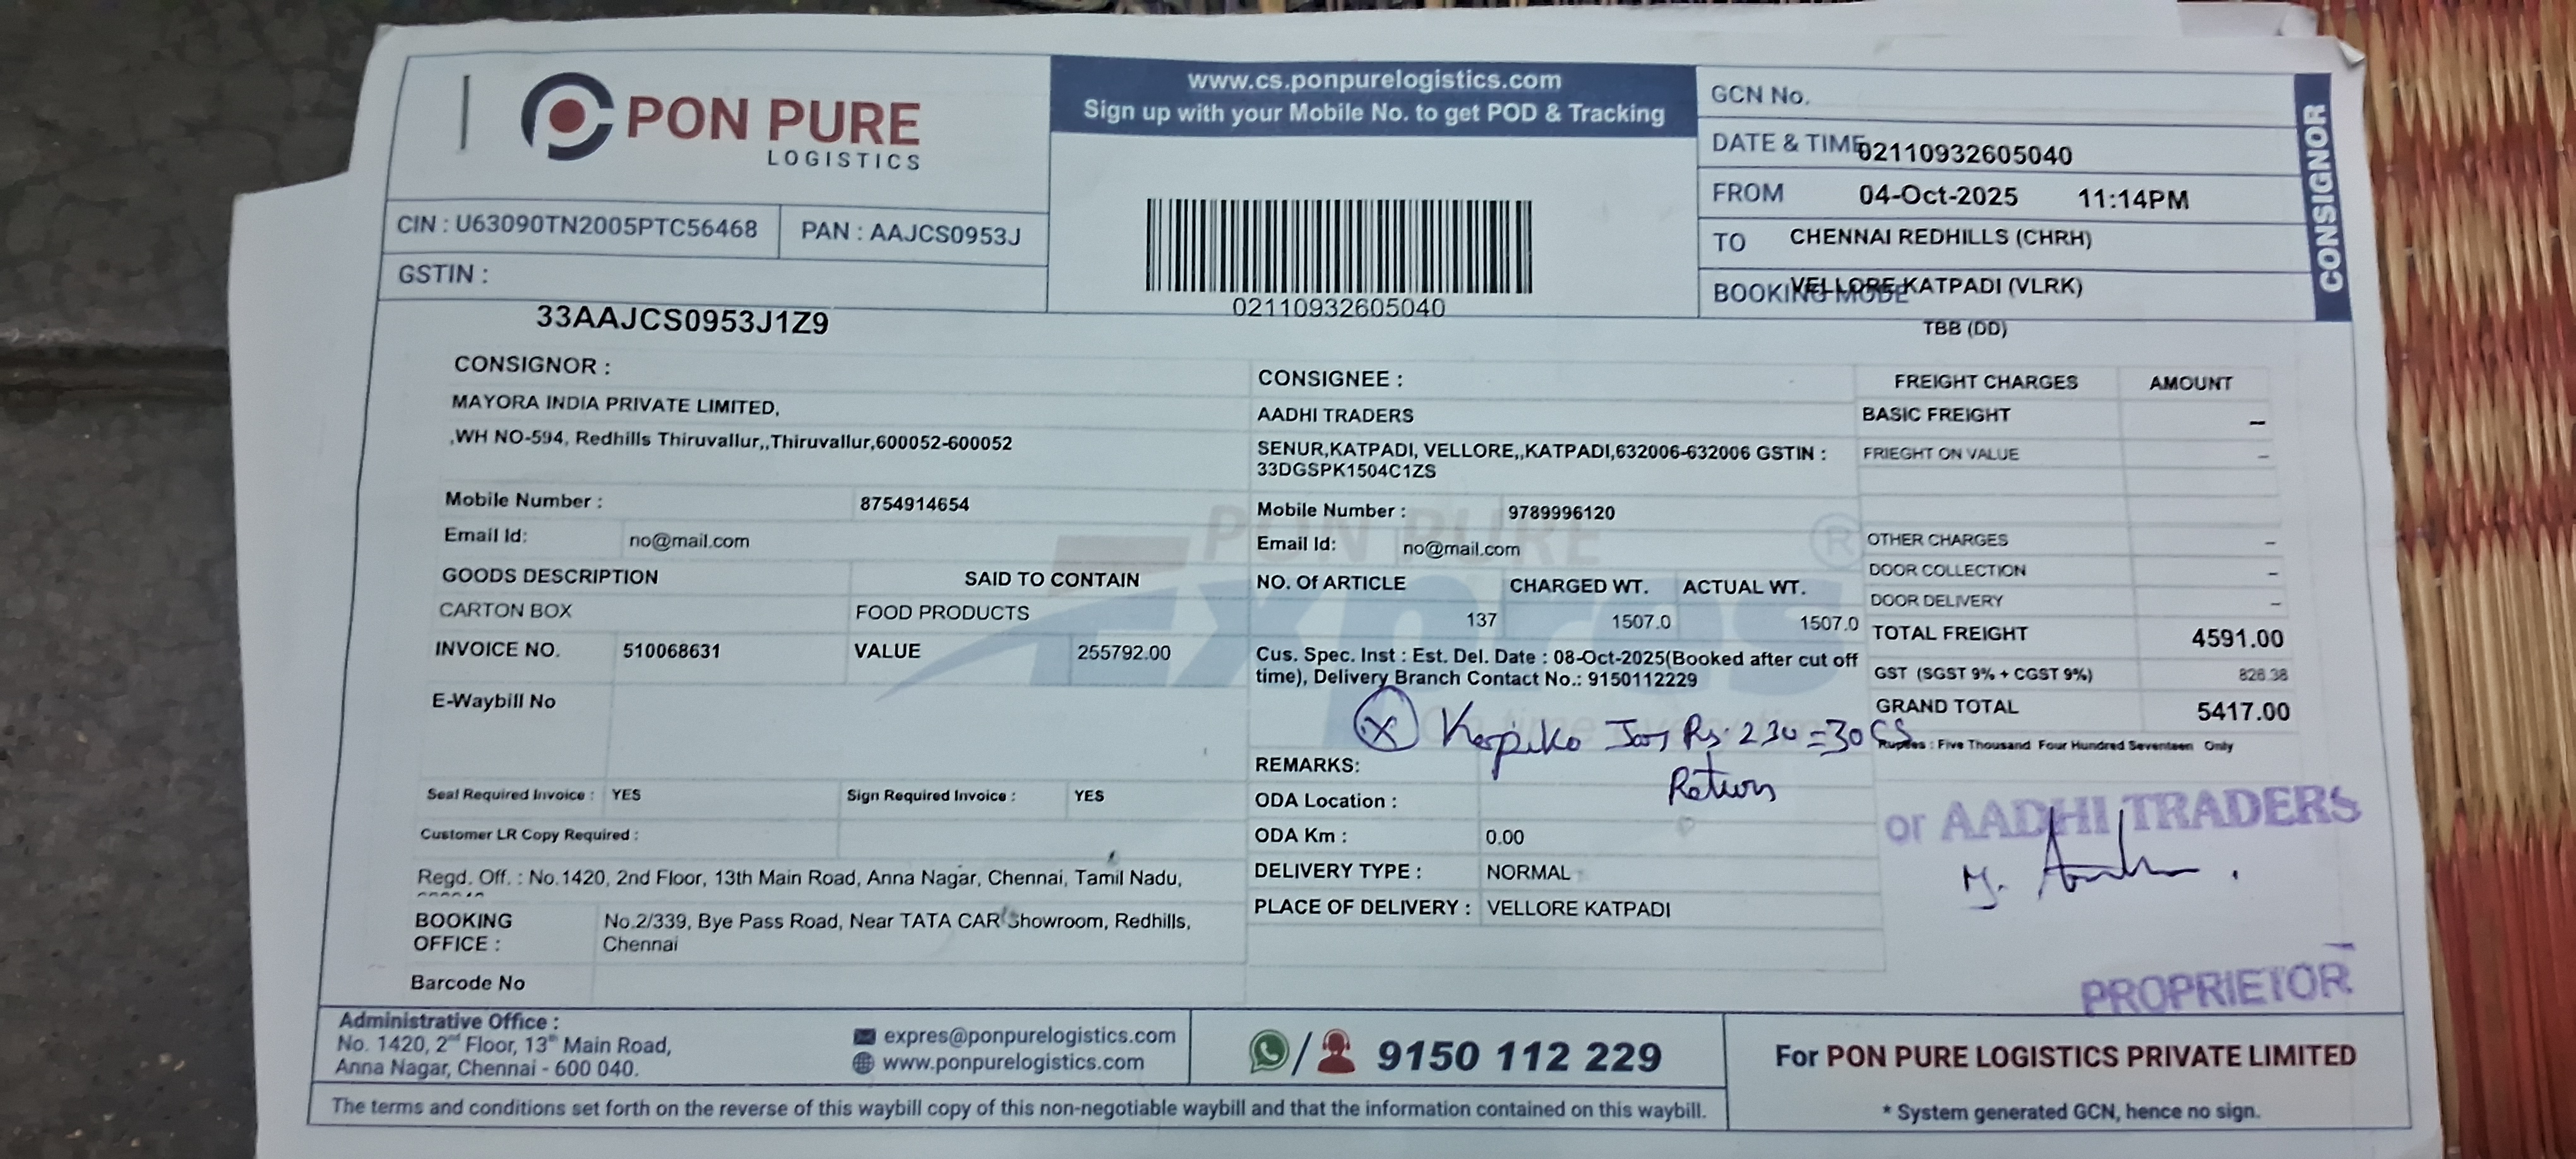 PON PURE
LOGISTICS
www.cs.ponpurelogistics.com
Sign up with your Mobile No. to get POD & Tracking
CIN : U63090TN2005PTC56468
PAN : AAJCS0953J
GSTIN :
33AAJCS0953J1Z9
02110932605040
GCN No.
DATE & TIME 02110932605040
FROM 04-Oct-2025 11:14PM
TO CHENNAI REDHILLS (CHRH)
BOOKING MODE VELLORE KATPADI (VLRK)
TBB (DD)
CONSIGNOR
CONSIGNOR :
MAYORA INDIA PRIVATE LIMITED,
,WH NO-594, Redhills Thiruvallur,,Thiruvallur,600052-600052
Mobile Number : 8754914654
Email Id: no@mail.com
GOODS DESCRIPTION SAID TO CONTAIN
CARTON BOX FOOD PRODUCTS
INVOICE NO. 510068631 VALUE 255792.00
E-Waybill No
Seal Required Invoice : YES Sign Required Invoice : YES
Customer LR Copy Required :
Regd. Off. : No.1420, 2nd Floor, 13th Main Road, Anna Nagar, Chennai, Tamil Nadu,
BOOKING OFFICE : No.2/339, Bye Pass Road, Near TATA CAR Showroom, Redhills,
Chennai
Barcode No
CONSIGNEE :
AADHI TRADERS
SENUR,KATPADI, VELLORE,,KATPADI,632006-632006 GSTIN :
33DGSPK1504C1ZS
Mobile Number : 9789996120
Email Id: no@mail.com
PON PURE
Expres
®
NO. Of ARTICLE CHARGED WT. ACTUAL WT.
137 1507.0 1507.0
Cus. Spec. Inst : Est. Del. Date : 08-Oct-2025(Booked after cut off
time), Delivery Branch Contact No.: 9150112229
X Kopiko Jar Rs. 230 = 30 CS
Return
REMARKS:
ODA Location :
ODA Km : 0.00
DELIVERY TYPE : NORMAL
PLACE OF DELIVERY : VELLORE KATPADI
FREIGHT CHARGES AMOUNT
BASIC FREIGHT –
FRIEGHT ON VALUE –
OTHER CHARGES –
DOOR COLLECTION –
DOOR DELIVERY –
TOTAL FREIGHT 4591.00
GST (SGST 9% + CGST 9%) 826.38
GRAND TOTAL 5417.00
Rupees : Five Thousand Four Hundred Seventeen Only
or AADHI TRADERS
PROPRIETOR
Administrative Office :
No. 1420, 2nd Floor, 13th Main Road,
Anna Nagar, Chennai - 600 040.
expres@ponpurelogistics.com
www.ponpurelogistics.com
/ 9150 112 229
For PON PURE LOGISTICS PRIVATE LIMITED
* System generated GCN, hence no sign.
The terms and conditions set forth on the reverse of this waybill copy of this non-negotiable waybill and that the information contained on this waybill.